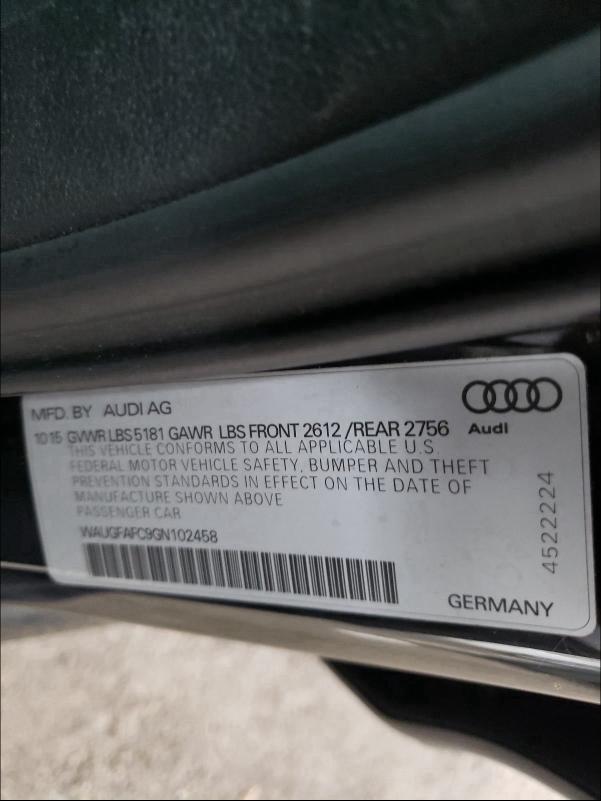 MFD. BY AUDI AG
10 15 GVWR LBS 5181 GAWR LBS FRONT 2612 /REAR 2756
Audi
THIS VEHICLE CONFORMS TO ALL APPLICABLE U.S.
FEDERAL MOTOR VEHICLE SAFETY, BUMPER AND THEFT
PREVENTION STANDARDS IN EFFECT ON THE DATE OF
MANUFACTURE SHOWN ABOVE
PASSENGER CAR
WAUGFAFC9GN102458
4522224
GERMANY